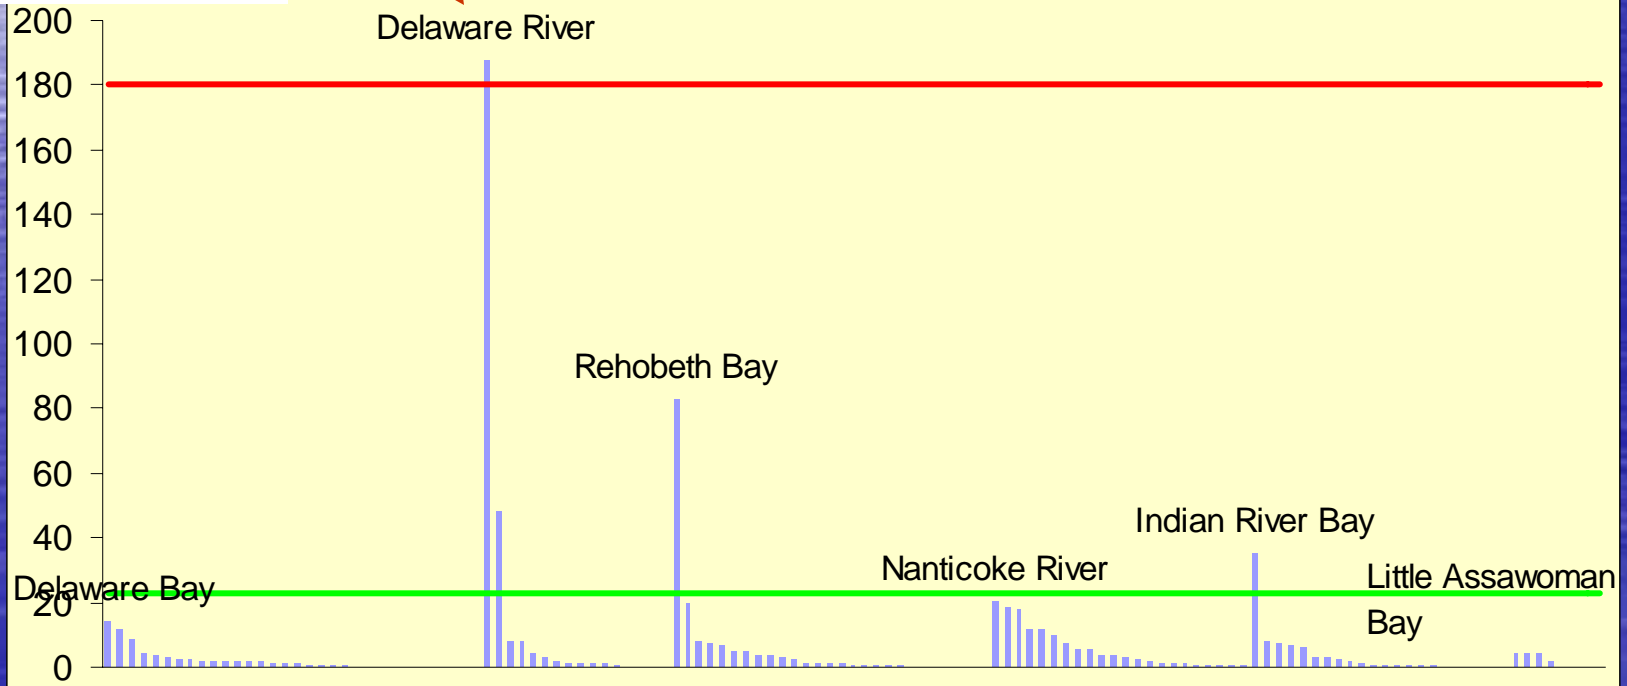 200
Delaware River
180
160
140
120
100
Rehobeth Bay
80
60
40
Indian River Bay
Nanticoke River
Little Assawoman
Bay
Delaware Bay
20
0